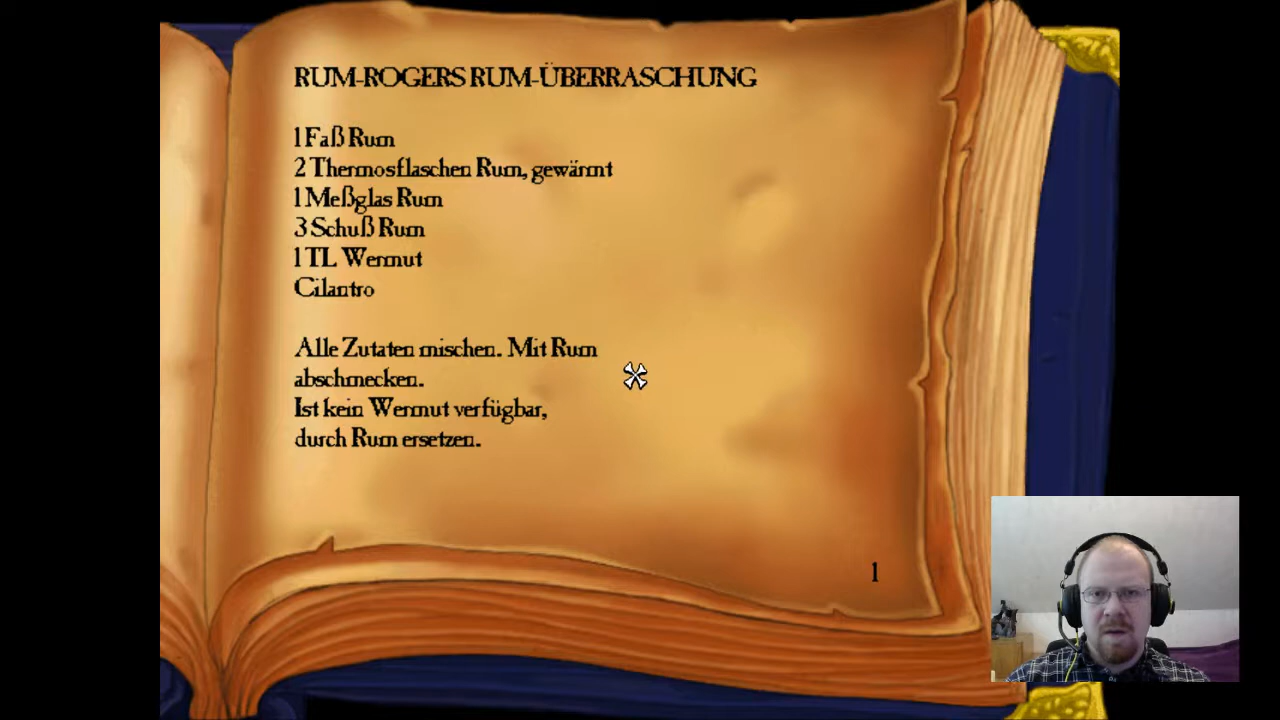 RUM-ROGERS RUM-ÜBERRASCHUNG
1 Faß Rum
2 Thermosflaschen Rum, gewärmt
1 Meßglas Rum
3 Schuß Rum
1 TL Wermut
Cilantro
Alle Zutaten mischen. Mit Rum
abschmecken.
Ist kein Wermut verfügbar,
durch Rum ersetzen.
1